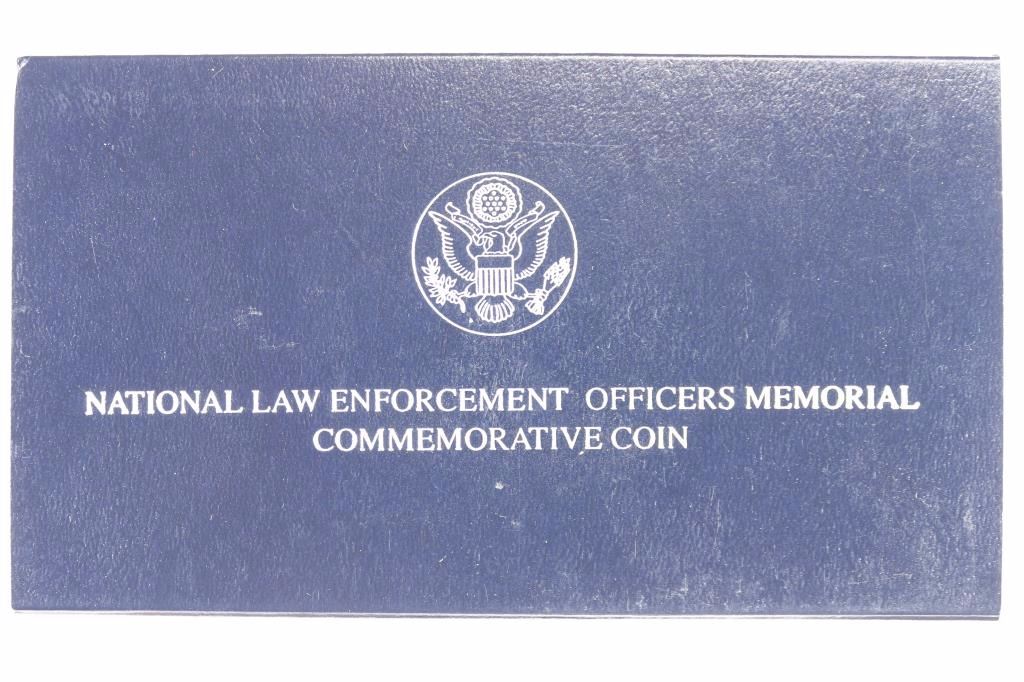 NATIONAL LAW ENFORCEMENT OFFICERS MEMORIAL
COMMEMORATIVE COIN